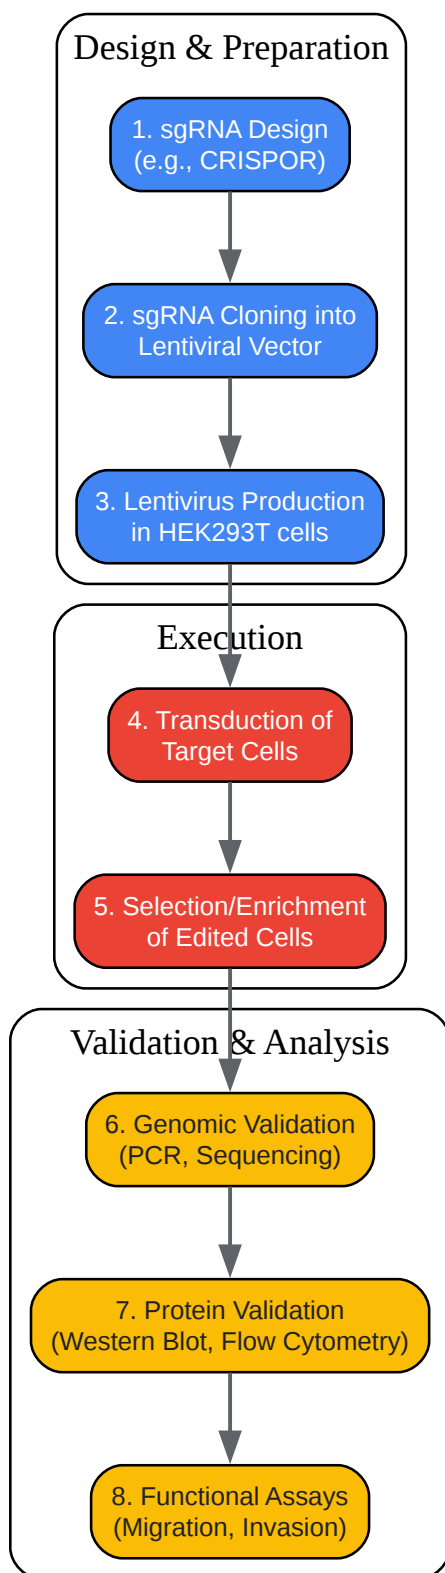 Design & Preparation
1. sgRNA Design
(e.g., CRISPOR)
2. sgRNA Cloning into
Lentiviral Vector
3. Lentivirus Production
in HEK293T cells
Execution
4. Transduction of
Target Cells
5. Selection/Enrichment
of Edited Cells
Validation & Analysis
6. Genomic Validation
(PCR, Sequencing)
7. Protein Validation
(Western Blot, Flow Cytometry)
8. Functional Assays
(Migration, Invasion)